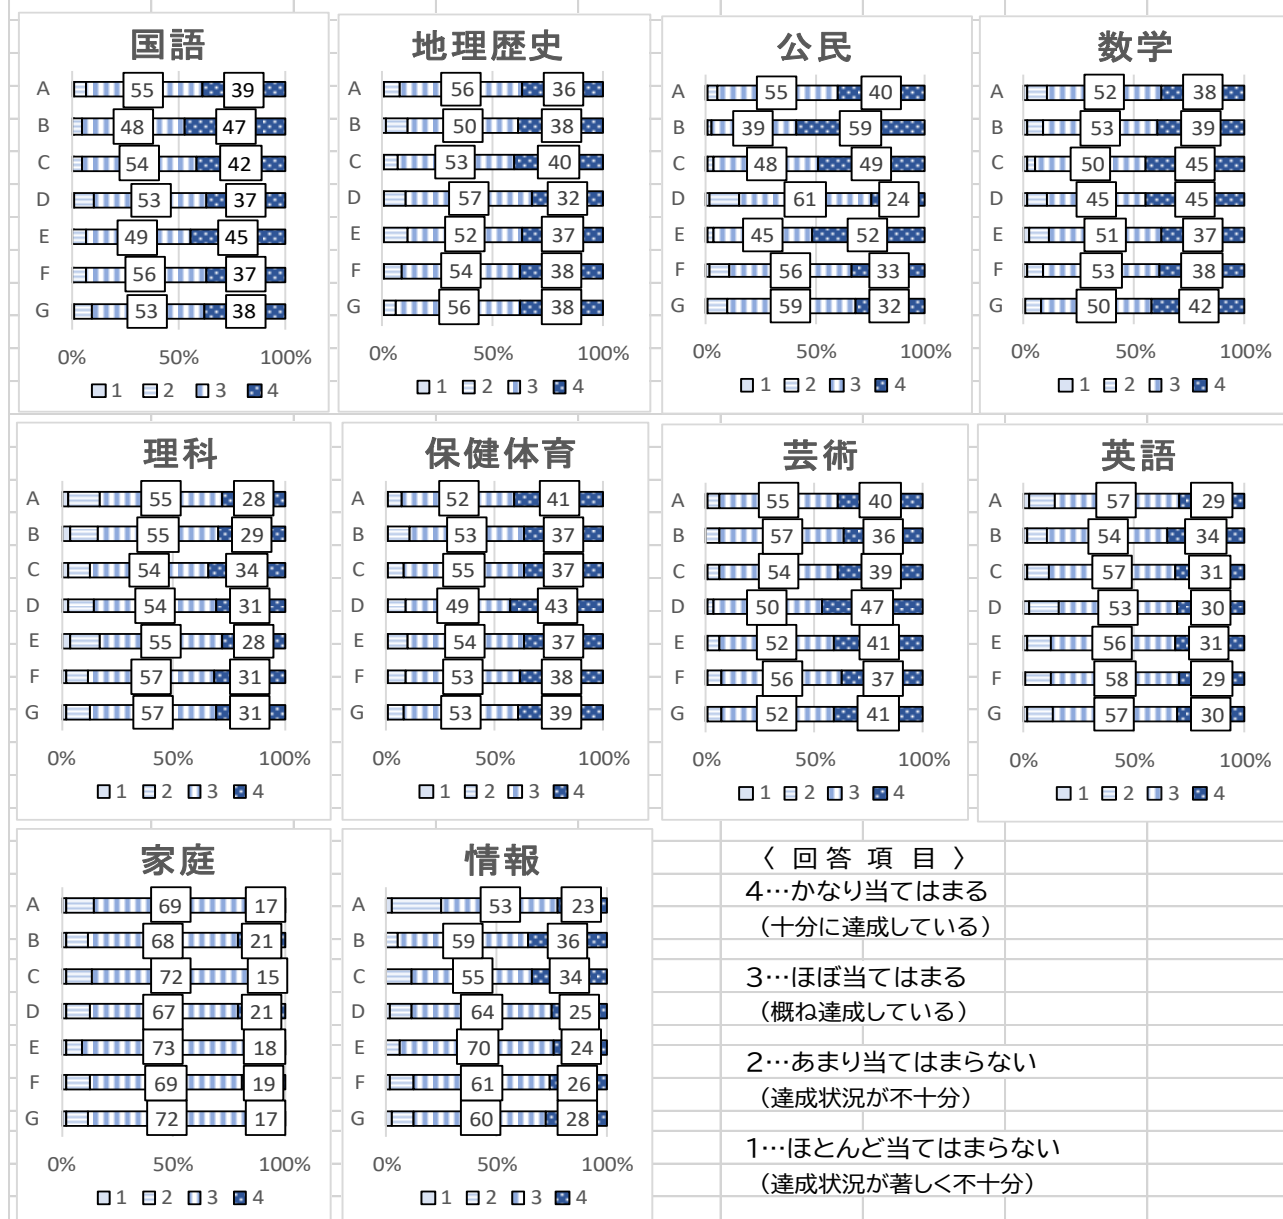 国語
A 55 39
B 48 47
C 54 42
D 53 37
E 49 45
F 56 37
G 53 38
0% 50% 100%
1 2 3 4
地理歴史
A 56 36
B 50 38
C 53 40
D 57 32
E 52 37
F 54 38
G 56 38
0% 50% 100%
1 2 3 4
公民
A 55 40
B 39 59
C 48 49
D 61 24
E 45 52
F 56 33
G 59 32
0% 50% 100%
1 2 3 4
数学
A 52 38
B 53 39
C 50 45
D 45 45
E 51 37
F 53 38
G 50 42
0% 50% 100%
1 2 3 4
理科
A 55 28
B 55 29
C 54 34
D 54 31
E 55 28
F 57 31
G 57 31
0% 50% 100%
1 2 3 4
保健体育
A 52 41
B 53 37
C 55 37
D 49 43
E 54 37
F 53 38
G 53 39
0% 50% 100%
1 2 3 4
芸術
A 55 40
B 57 36
C 54 39
D 50 47
E 52 41
F 56 37
G 52 41
0% 50% 100%
1 2 3 4
英語
A 57 29
B 54 34
C 57 31
D 53 30
E 56 31
F 58 29
G 57 30
0% 50% 100%
1 2 3 4
家庭
A 69 17
B 68 21
C 72 15
D 67 21
E 73 18
F 69 19
G 72 17
0% 50% 100%
1 2 3 4
情報
A 53 23
B 59 36
C 55 34
D 64 25
E 70 24
F 61 26
G 60 28
0% 50% 100%
1 2 3 4
〈 回 答 項 目 〉
4…かなり当てはまる
（十分に達成している）
3…ほぼ当てはまる
（概ね達成している）
2…あまり当てはまらない
（達成状況が不十分）
1…ほとんど当てはまらない
（達成状況が著しく不十分）